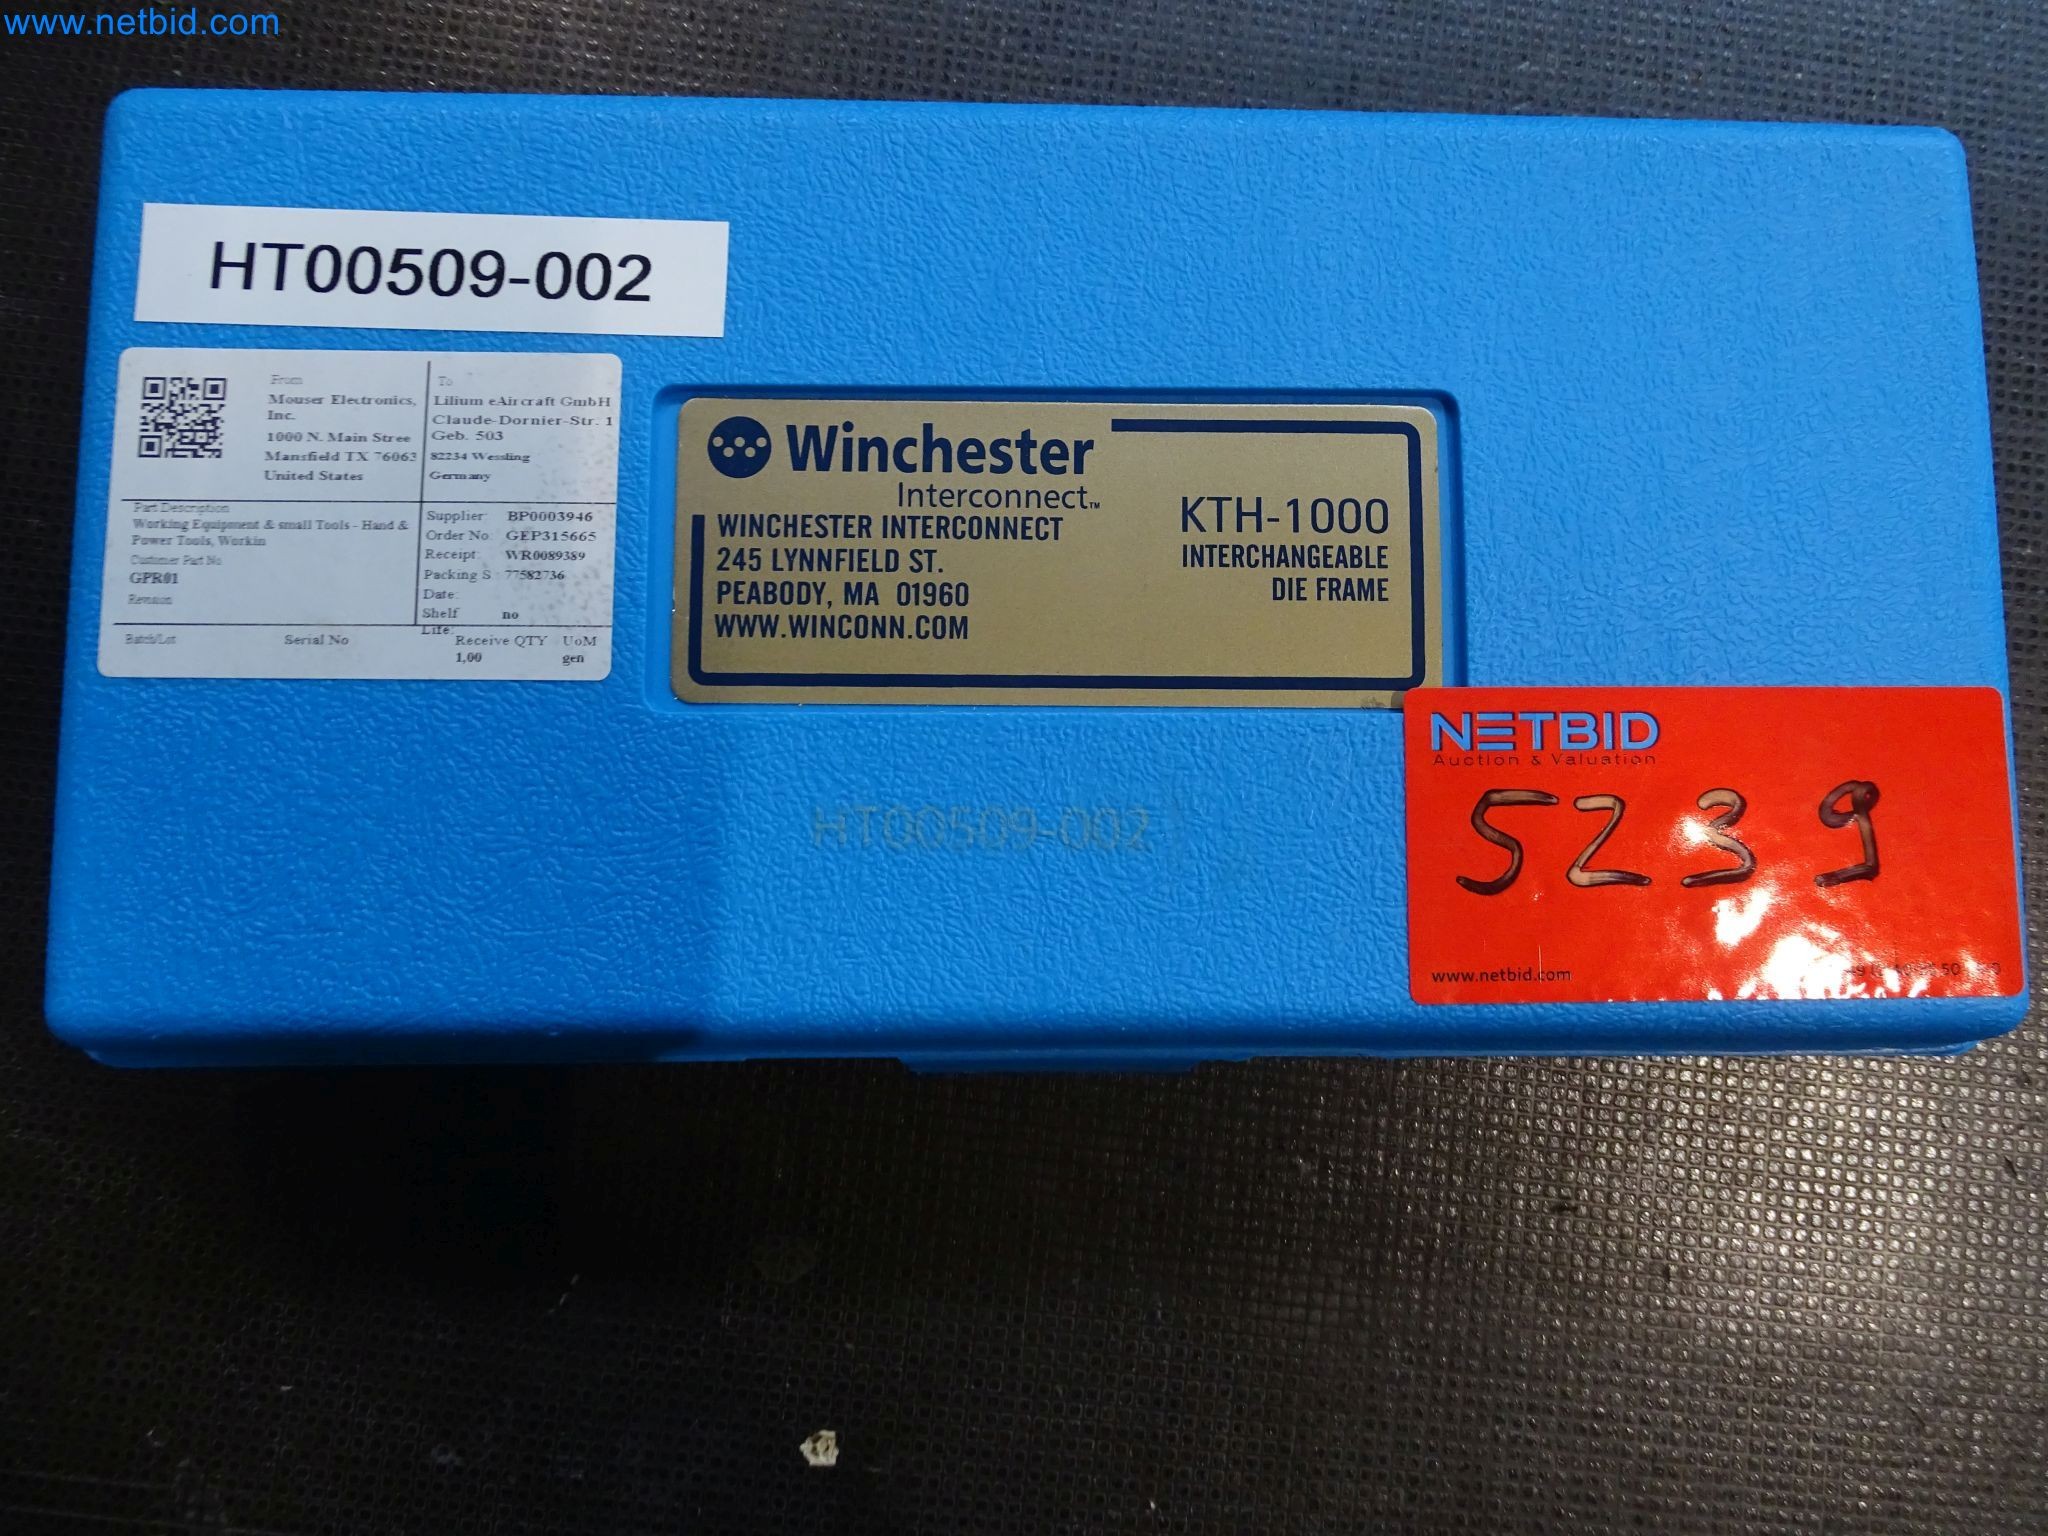 www.netbid.com
HT00509-002
From
Mouser Electronics,
Inc.
1000 N. Main Stree
Mansfield TX 76063
United States
To
Lilium eAircraft GmbH
Claude-Dornier-Str. 1
Geb. 503
82234 Wessling
Germany
Part Description
Working Equipment & small Tools - Hand &
Power Tools, Workin
Customer Part No
GPR01
Revision
Supplier: BP0003946
Order No: GEP315665
Receipt: WR0089389
Packing S : 77582736
Date:
Shelf no
Life:
Batch/Lot
Serial No
Receive QTY UoM
1,00 gen
Winchester
Interconnect™
WINCHESTER INTERCONNECT
245 LYNNFIELD ST.
PEABODY, MA 01960
WWW.WINCONN.COM
KTH-1000
INTERCHANGEABLE
DIE FRAME
HT00509-002
NETBID
Auction & Valuation
5239
www.netbid.com